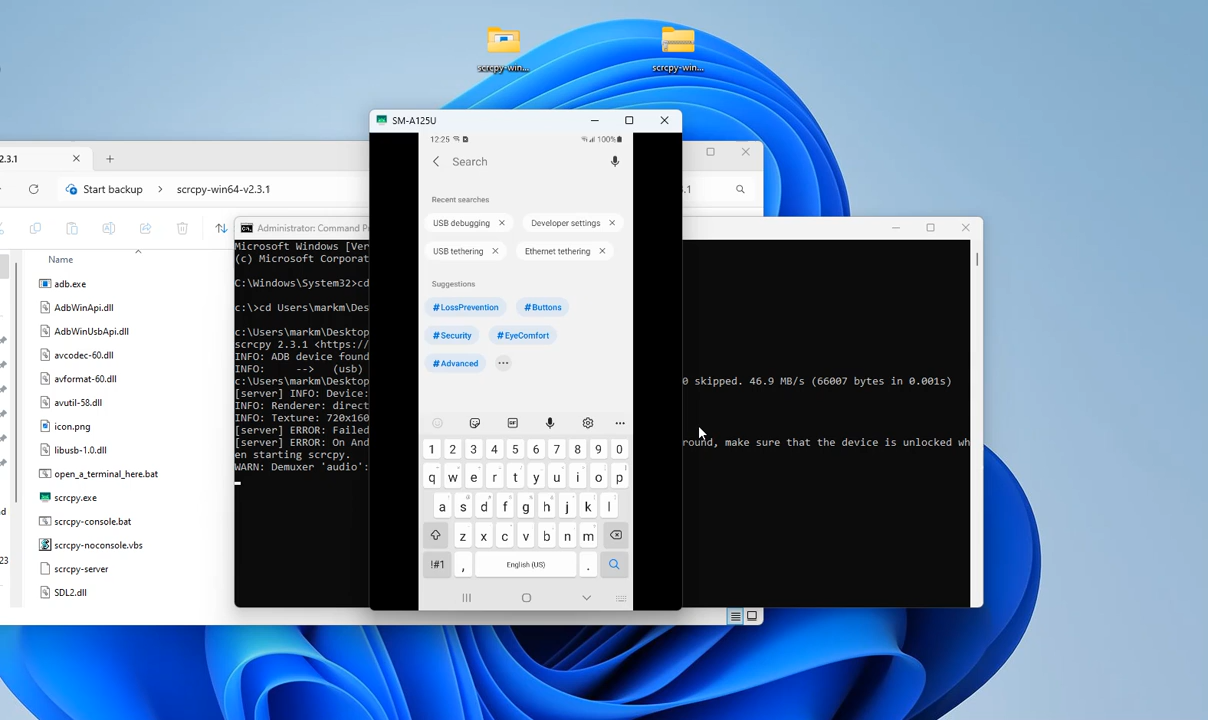 scrcpy-win...
scrcpy-win...
SM-A125U
2.3.1
Start backup
scrcpy-win64-v2.3.1
3.1
Name
adb.exe
AdbWinApi.dll
AdbWinUsbApi.dll
avcodec-60.dll
avformat-60.dll
avutil-58.dll
icon.png
libusb-1.0.dll
open_a_terminal_here.bat
scrcpy.exe
scrcpy-console.bat
scrcpy-noconsole.vbs
scrcpy-server
SDL2.dll
23
Administrator: Command P
Microsoft Windows [Ver
(c) Microsoft Corporat
C:\Windows\System32>cd
c:\>cd Users\markm\Des
c:\Users\markm\Desktop
scrcpy 2.3.1 <https:/
INFO: ADB device found
INFO: --> (usb)
c:\Users\markm\Desktop 0 skipped. 46.9 MB/s (66007 bytes in 0.001s)
[server] INFO: Device:
INFO: Renderer: direct
INFO: Texture: 720x160
[server] ERROR: Failed
[server] ERROR: On And round, make sure that the device is unlocked wh
en starting scrcpy.
WARN: Demuxer 'audio':
12:25 100%
Search
Recent searches
USB debugging Developer settings
USB tethering Ethernet tethering
Suggestions
#LossPrevention #Buttons
#Security #EyeComfort
#Advanced
1 2 3 4 5 6 7 8 9 0
q w e r t y u i o p
a s d f g h j k l
z x c v b n m
!#1 , English (US) .